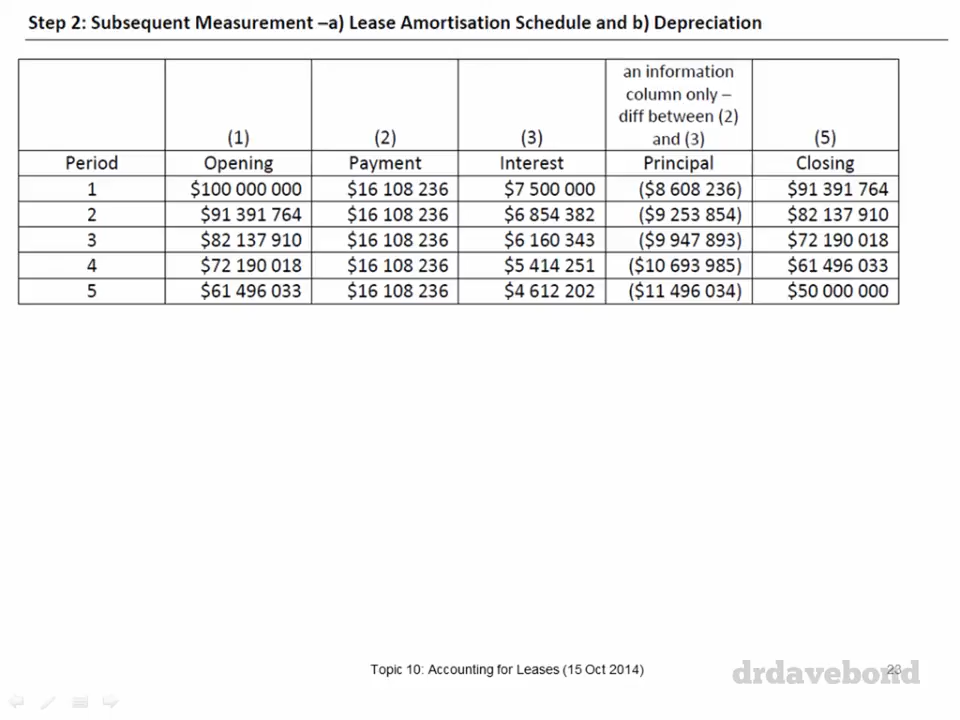 Step 2: Subsequent Measurement –a) Lease Amortisation Schedule and b) Depreciation
(1) (2) (3) an information column only – diff between (2) and (3) (5)
Period Opening Payment Interest Principal Closing
1 $100 000 000 $16 108 236 $7 500 000 ($8 608 236) $91 391 764
2 $91 391 764 $16 108 236 $6 854 382 ($9 253 854) $82 137 910
3 $82 137 910 $16 108 236 $6 160 343 ($9 947 893) $72 190 018
4 $72 190 018 $16 108 236 $5 414 251 ($10 693 985) $61 496 033
5 $61 496 033 $16 108 236 $4 612 202 ($11 496 034) $50 000 000
Topic 10: Accounting for Leases (15 Oct 2014)
drdavebond
23